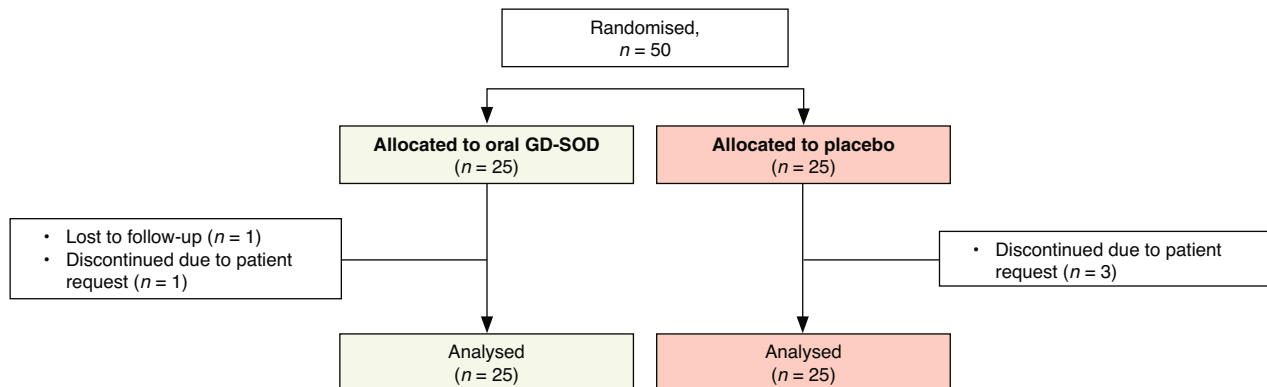 Randomised,
n = 50
Allocated to oral GD-SOD
(n = 25)
Allocated to placebo
(n = 25)
• Lost to follow-up (n = 1)
• Discontinued due to patient
request (n = 1)
• Discontinued due to patient
request (n = 3)
Analysed
(n = 25)
Analysed
(n = 25)